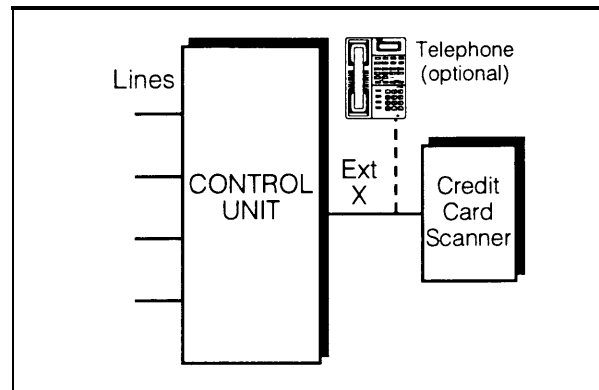 Lines
CONTROL
UNIT
Telephone
(optional)
Ext
X
Credit
Card
Scanner